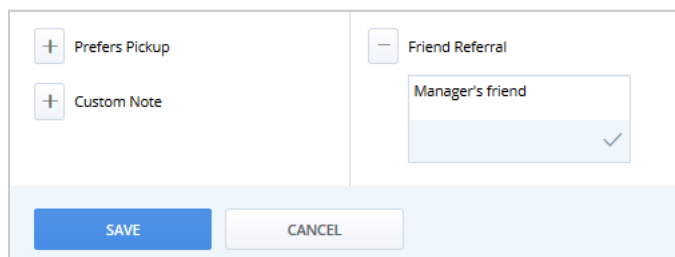 Prefers Pickup
Custom Note
Friend Referral
Manager's friend
SAVE
CANCEL